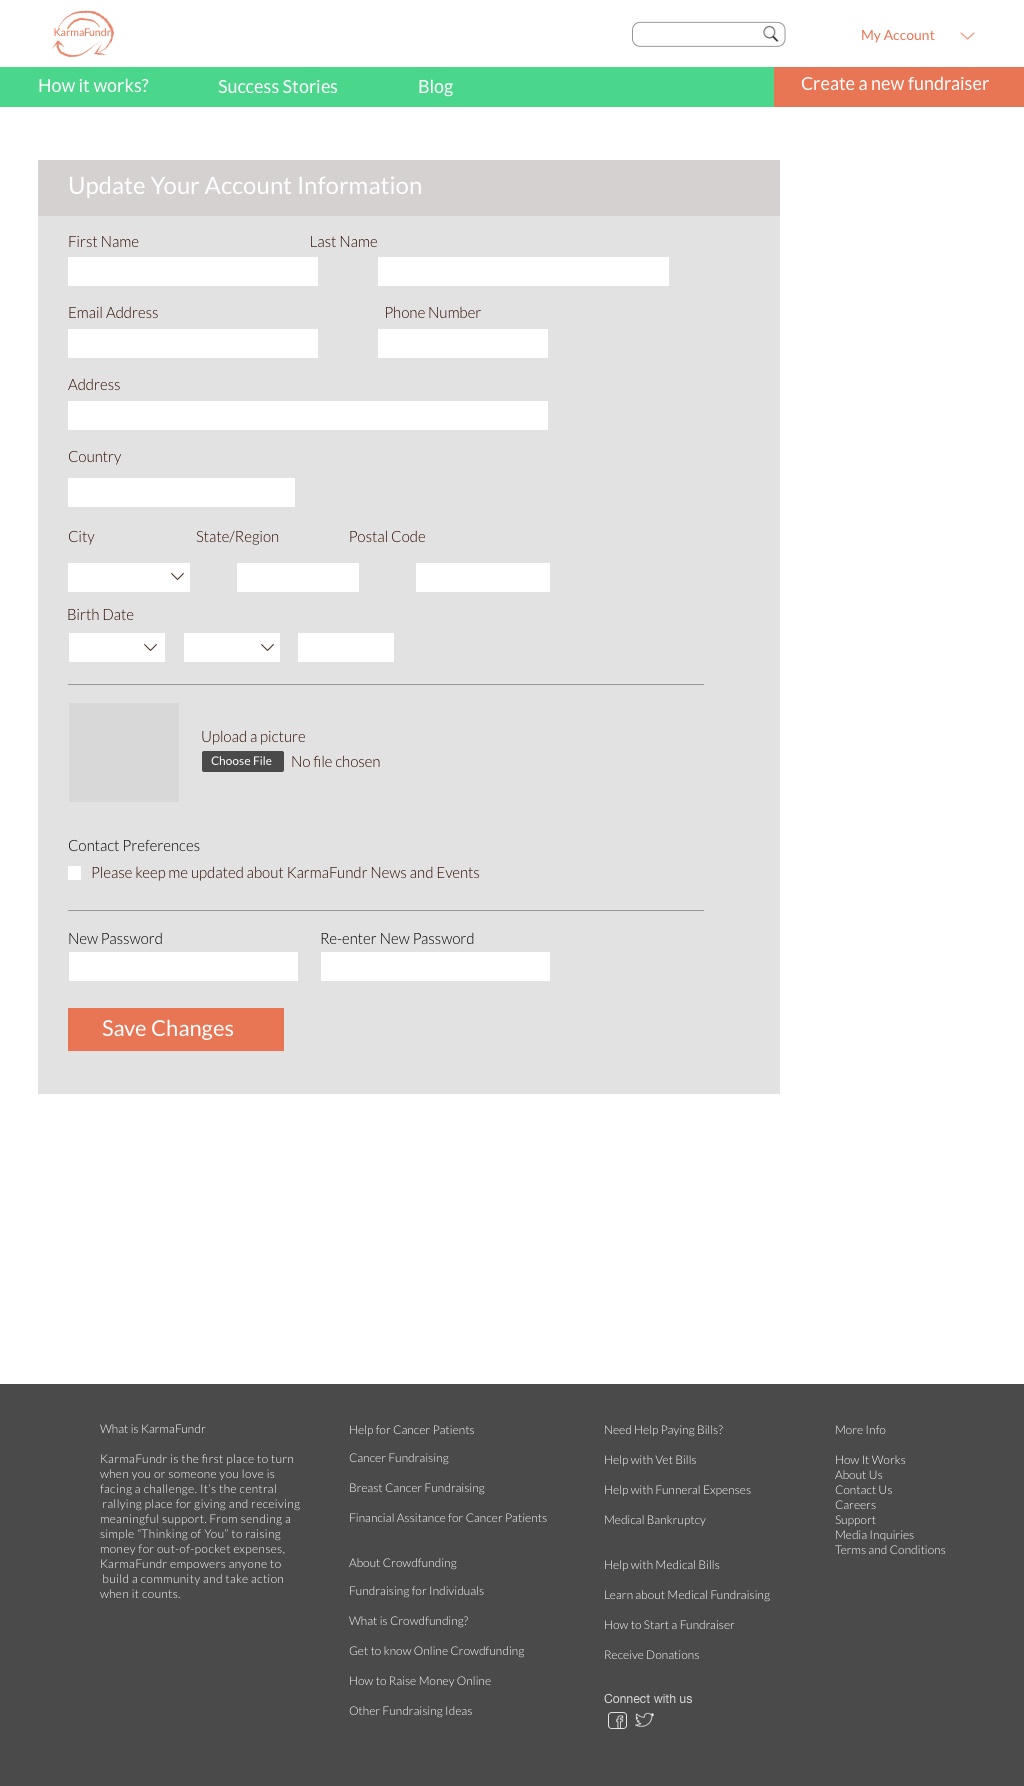 KarmaFundr
My Account
How it works?
Success Stories
Blog
Create a new fundraiser
Update Your Account Information
First Name
Last Name
Email Address
Phone Number
Address
Country
City
State/Region
Postal Code
Birth Date
Upload a picture
Choose File
No file chosen
Contact Preferences
Please keep me updated about KarmaFundr News and Events
New Password
Re-enter New Password
Save Changes
What is KarmaFundr
KarmaFundr is the first place to turn
when you or someone you love is
facing a challenge. It's the central
rallying place for giving and receiving
meaningful support. From sending a
simple "Thinking of You" to raising
money for out-of-pocket expenses,
KarmaFundr empowers anyone to
build a community and take action
when it counts.
Help for Cancer Patients
Cancer Fundraising
Breast Cancer Fundraising
Financial Assitance for Cancer Patients
About Crowdfunding
Fundraising for Individuals
What is Crowdfunding?
Get to know Online Crowdfunding
How to Raise Money Online
Other Fundraising Ideas
Need Help Paying Bills?
Help with Vet Bills
Help with Funneral Expenses
Medical Bankruptcy
Help with Medical Bills
Learn about Medical Fundraising
How to Start a Fundraiser
Receive Donations
Connect with us
More Info
How It Works
About Us
Contact Us
Careers
Support
Media Inquiries
Terms and Conditions